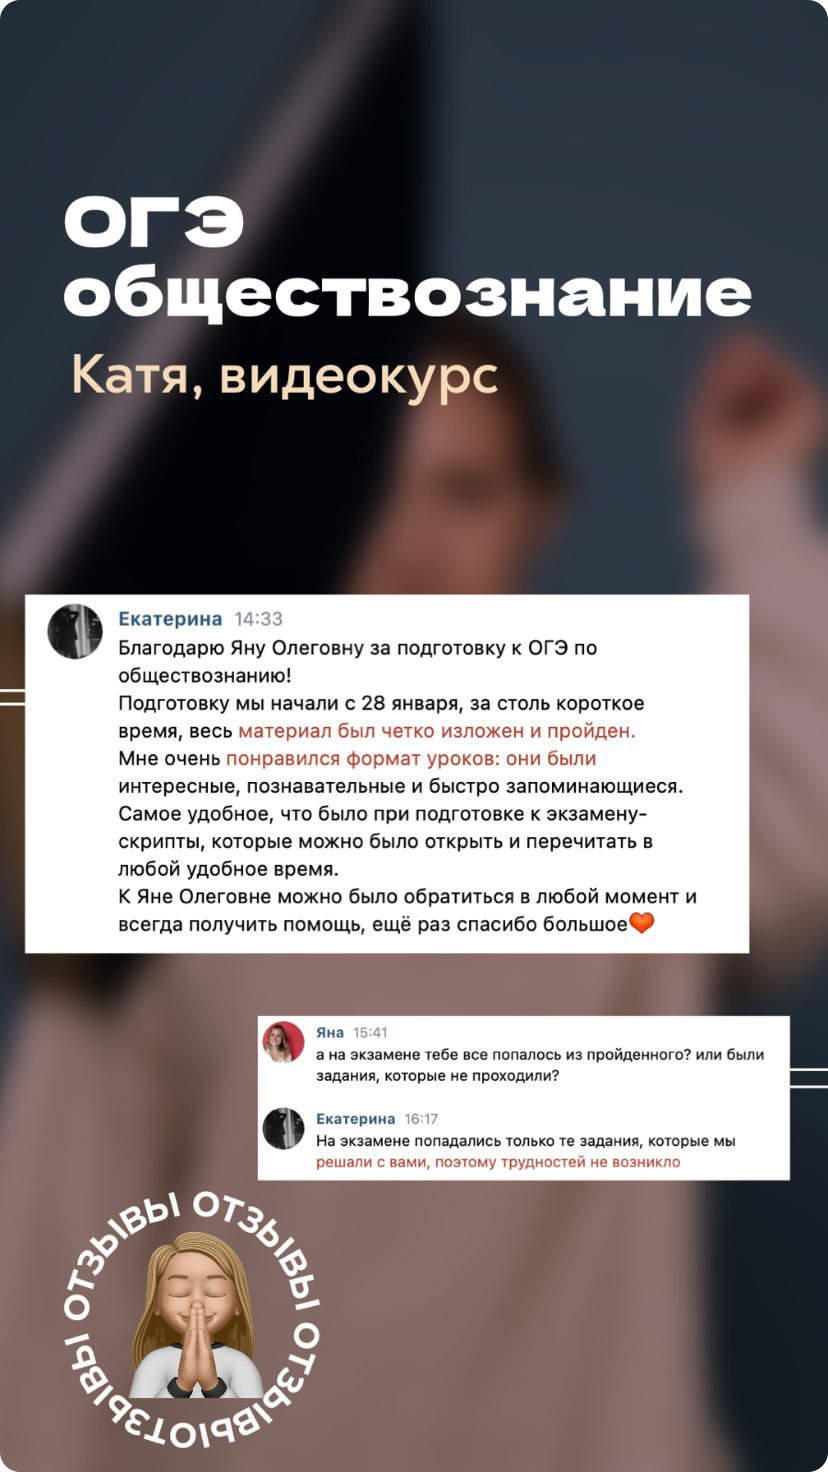 ОГЭ
обществознание
Катя, видеокурс
Екатерина 14:33
Благодарю Яну Олеговну за подготовку к ОГЭ по
обществознанию!
Подготовку мы начали с 28 января, за столь короткое
время, весь материал был четко изложен и пройден.
Мне очень понравился формат уроков: они были
интересные, познавательные и быстро запоминающиеся.
Самое удобное, что было при подготовке к экзамену-
скрипты, которые можно было открыть и перечитать в
любой удобное время.
К Яне Олеговне можно было обратиться в любой момент и
всегда получить помощь, ещё раз спасибо большое❤️
Яна 15:41
а на экзамене тебе все попалось из пройденного? или были
задания, которые не проходили?
Екатерина 16:17
На экзамене попадались только те задания, которые мы
решали с вами, поэтому трудностей не возникло
ОТЗЫВЫ ОТЗЫВЫ ОТЗЫВЫОТЗЫВЫ